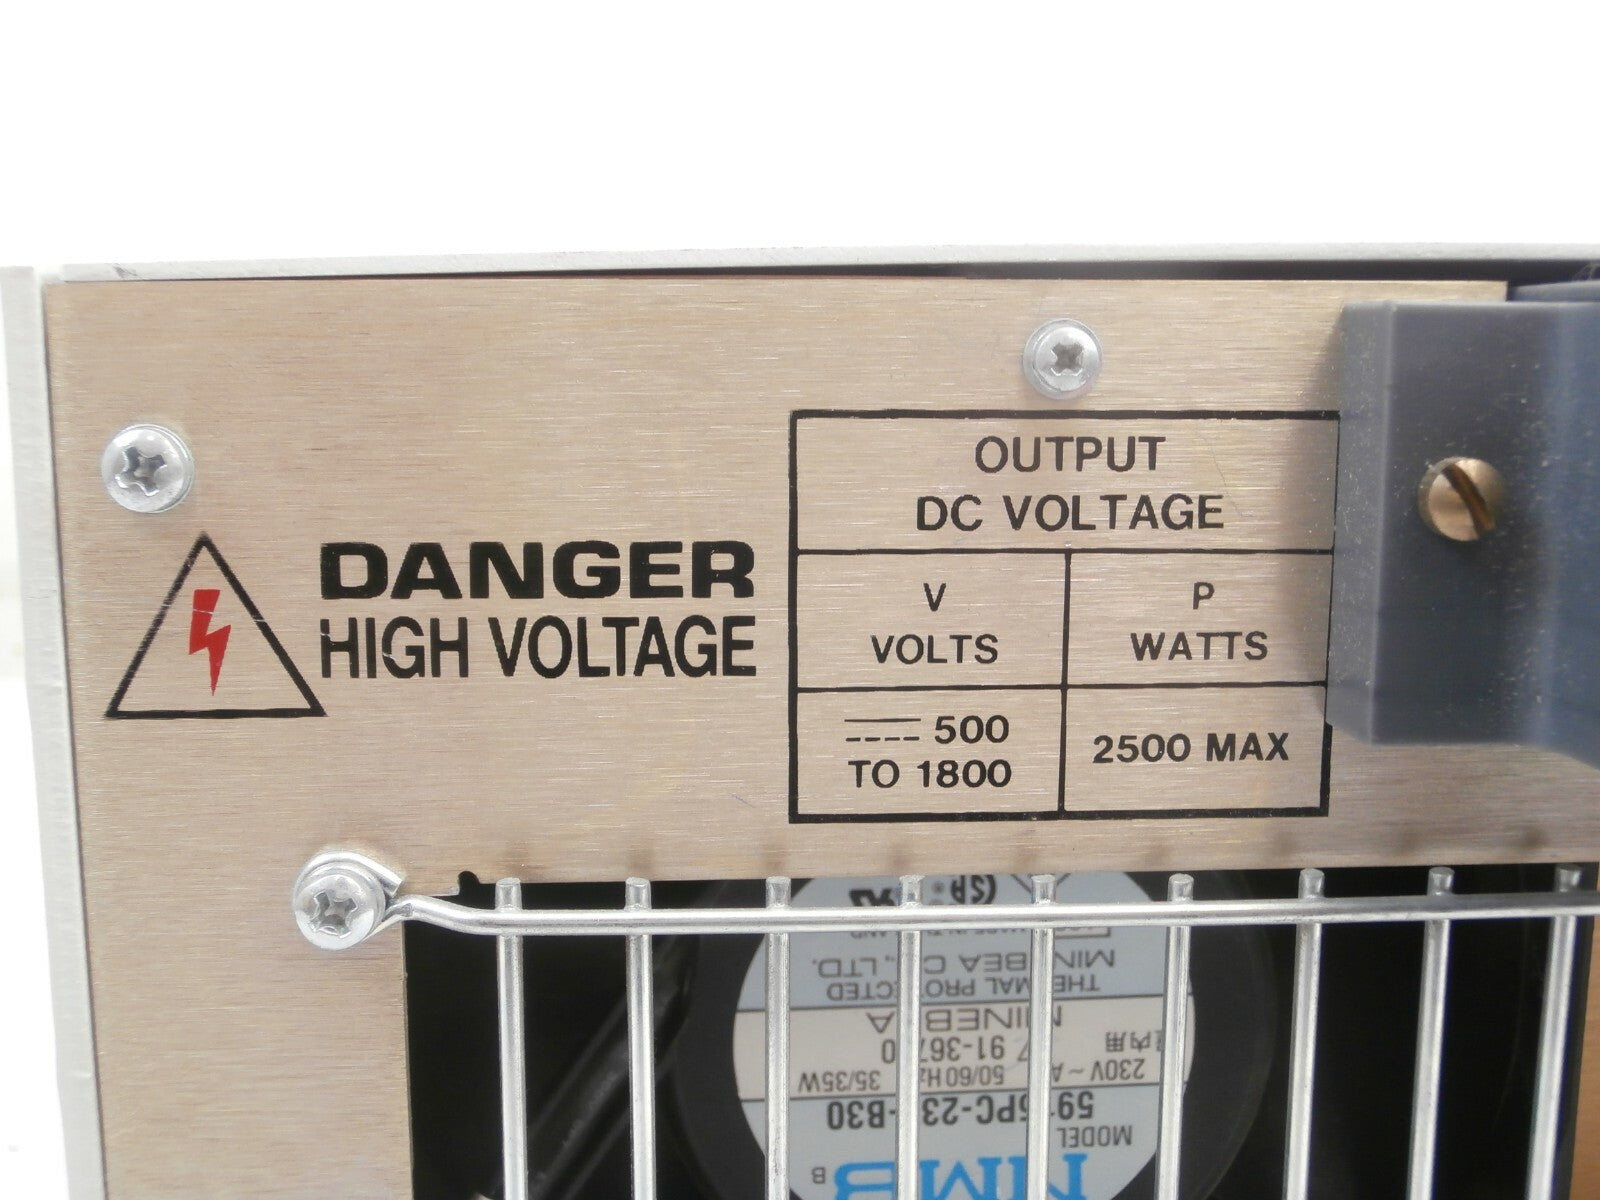 DANGER
HIGH VOLTAGE
OUTPUT
DC VOLTAGE
V
VOLTS
P
WATTS
500
TO 1800
2500 MAX
MINEBEA
THERMAL PROTECTED
MODEL
230V~
50/60Hz 35/35W
NMB
B